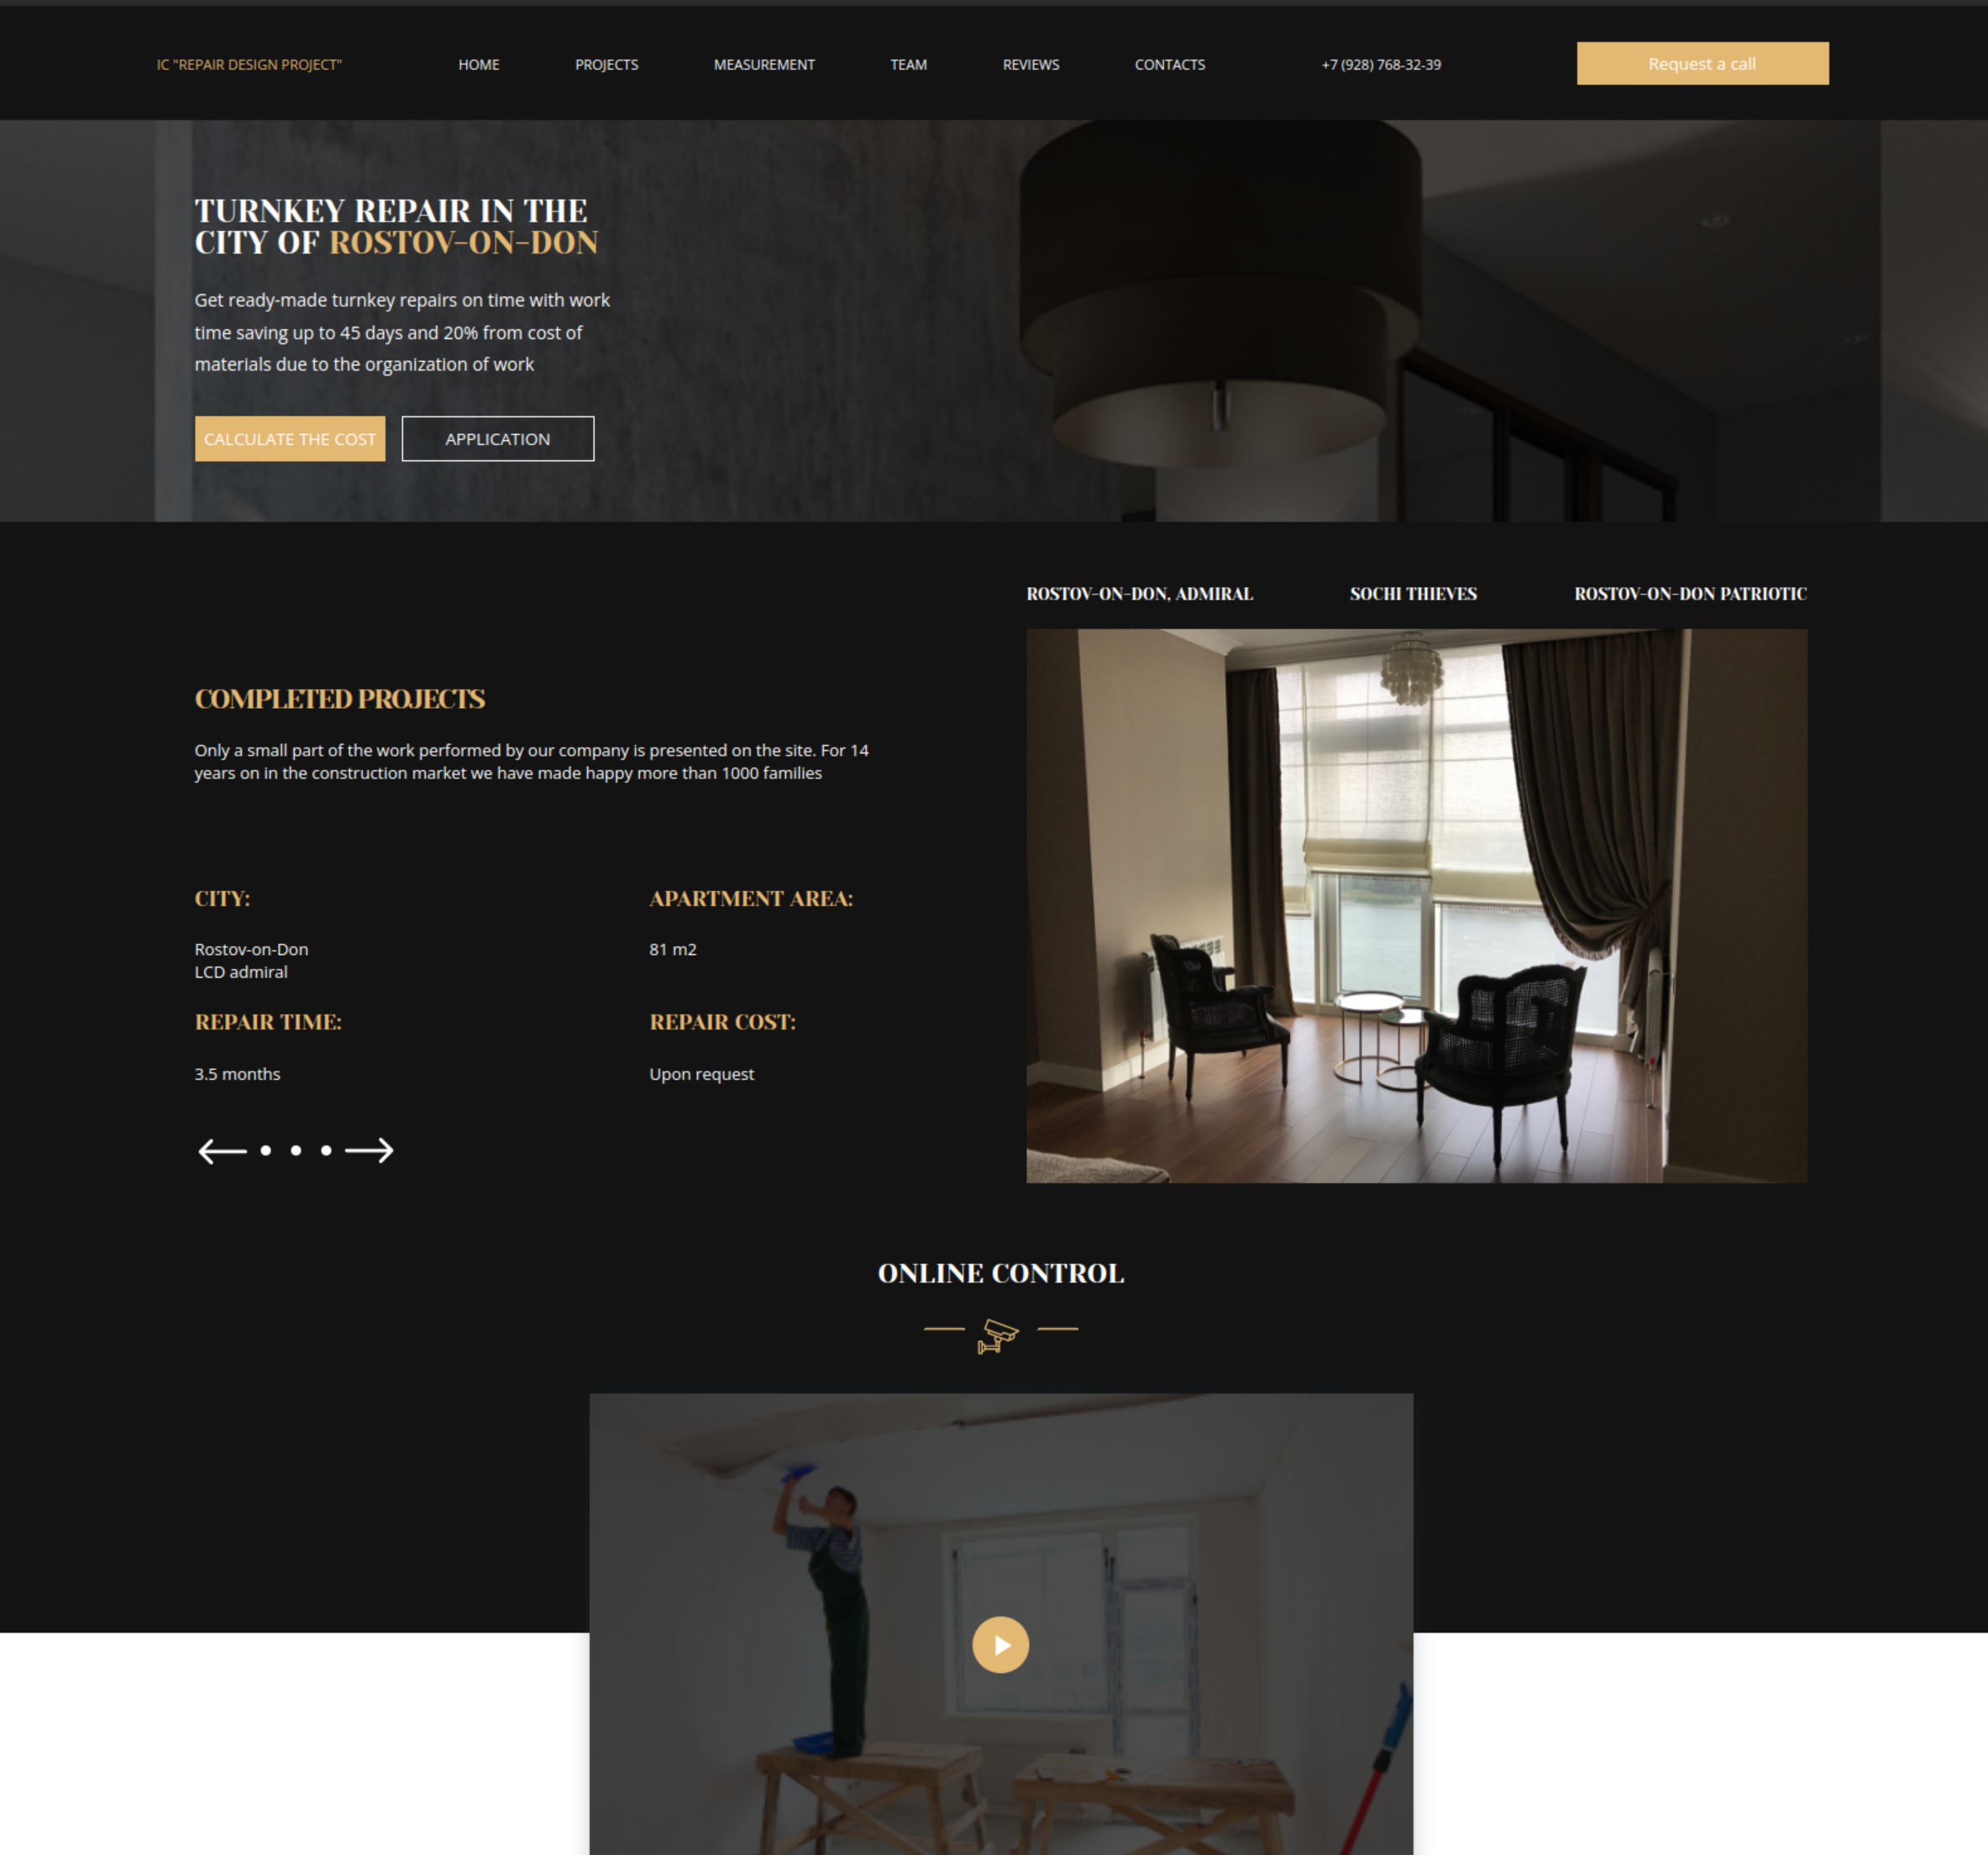 IC "REPAIR DESIGN PROJECT"
HOME
PROJECTS
MEASUREMENT
TEAM
REVIEWS
CONTACTS
+7 (928) 768-32-39
Request a call
TURNKEY REPAIR IN THE
CITY OF ROSTOV-ON-DON
Get ready-made turnkey repairs on time with work
time saving up to 45 days and 20% from cost of
materials due to the organization of work
CALCULATE THE COST
APPLICATION
ROSTOV-ON-DON, ADMIRAL
SOCHI THIEVES
ROSTOV-ON-DON PATRIOTIC
COMPLETED PROJECTS
Only a small part of the work performed by our company is presented on the site. For 14
years on in the construction market we have made happy more than 1000 families
CITY:
Rostov-on-Don
LCD admiral
APARTMENT AREA:
81 m2
REPAIR TIME:
3.5 months
REPAIR COST:
Upon request
ONLINE CONTROL